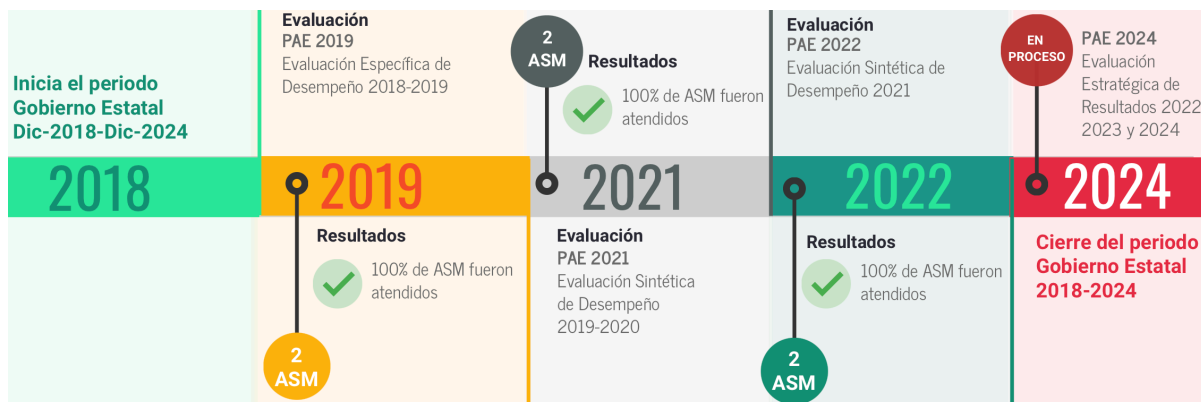 Inicia el periodo
Gobierno Estatal
Dic-2018-Dic-2024
2018
Evaluación
PAE 2019
Evaluación Específica de
Desempeño 2018-2019
2019
Resultados
100% de ASM fueron
atendidos
2
ASM
2
ASM
Resultados
100% de ASM fueron
atendidos
2021
Evaluación
PAE 2021
Evaluación Sintética
de Desempeño
2019-2020
Evaluación
PAE 2022
Evaluación Sintética de
Desempeño 2021
2022
Resultados
100% de ASM fueron
atendidos
2
ASM
EN
PROCESO
PAE 2024
Evaluación
Estratégica de
Resultados 2022
2023 y 2024
2024
Cierre del periodo
Gobierno Estatal
2018-2024